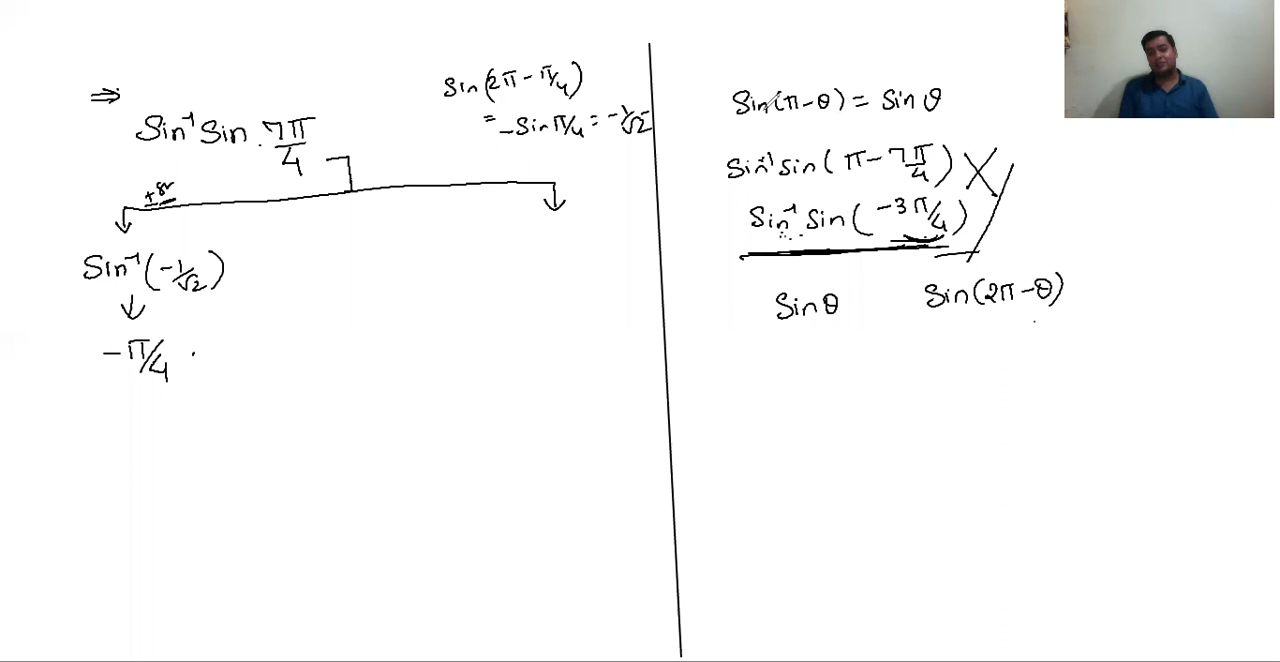 ⇒
Sin⁻¹ Sin 7π/4
Sin(2π - π/4)
= -Sin π/4 = -1/√2
Sin⁻¹(-1/√2)
-π/4
Sin(π-θ) = Sin θ
Sin⁻¹ Sin(π - 7π/4)
Sin⁻¹ Sin(-3π/4)
Sin θ
Sin(2π-θ)